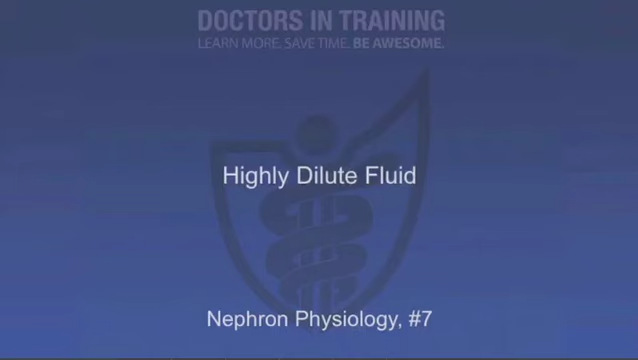 DOCTORS IN TRAINING
LEARN MORE. SAVE TIME. BE AWESOME.
Highly Dilute Fluid
Nephron Physiology, #7